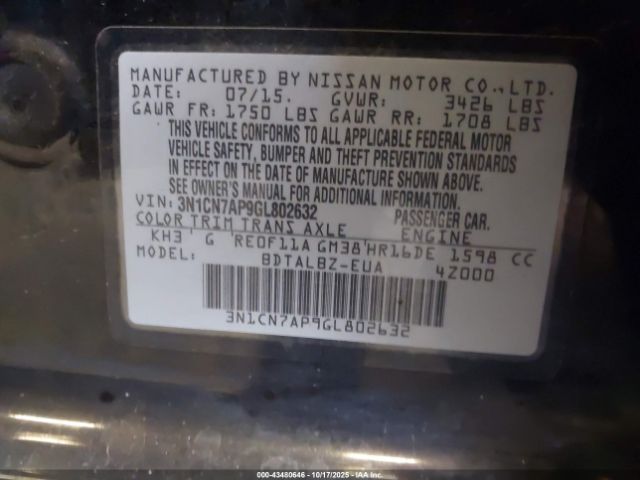 MANUFACTURED BY NISSAN MOTOR CO., LTD.
DATE: 07/15. GVWR: 3426 LBS
GAWR FR: 1750 LBS GAWR RR: 1708 LBS
THIS VEHICLE CONFORMS TO ALL APPLICABLE FEDERAL MOTOR
VEHICLE SAFETY, BUMPER AND THEFT PREVENTION STANDARDS
IN EFFECT ON THE DATE OF MANUFACTURE SHOWN ABOVE.
SEE OWNER'S MANUAL FOR ADDITIONAL INFORMATION.
VIN: 3N1CN7AP9GL802632 PASSENGER CAR.
COLOR TRIM TRANS AXLE ENGINE
KH3 G RE0F11A GM38 HR16DE 1598 CC
MODEL: BDTALBZ-EUA 4Z000
3N1CN7AP9GL802632
000-43480646 | 10/17/2025 | © IAA Holdings, LLC